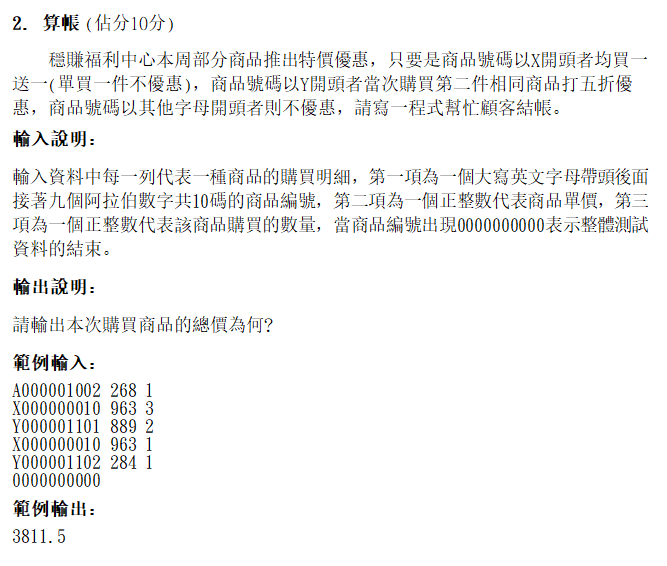 2. 算帳 (佔分10分)
穩賺福利中心本周部分商品推出特價優惠，只要是商品號碼以X開頭者均買一
送一(單買一件不優惠)，商品號碼以Y開頭者當次購買第二件相同商品打五折優
惠，商品號碼以其他字母開頭者則不優惠，請寫一程式幫忙顧客結帳。
輸入說明：
輸入資料中每一列代表一種商品的購買明細，第一項為一個大寫英文字母帶頭後面
接著九個阿拉伯數字共10碼的商品編號，第二項為一個正整數代表商品單價，第三
項為一個正整數代表該商品購買的數量，當商品編號出現0000000000表示整體測試
資料的結束。
輸出說明：
請輸出本次購買商品的總價為何？
範例輸入：
A000001002 268 1
X000000010 963 3
Y000001101 889 2
X000000010 963 1
Y000001102 284 1
0000000000
範例輸出：
3811.5